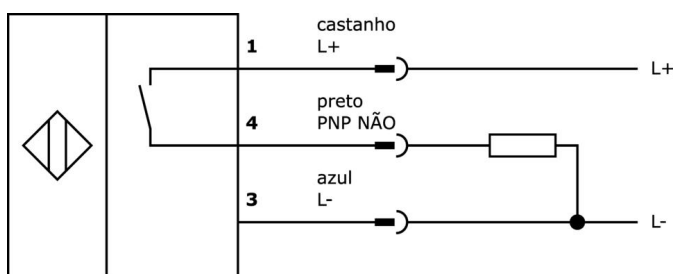 castanho
1 L+
L+
preto
4 PNP NÃO
azul
3 L-
L-